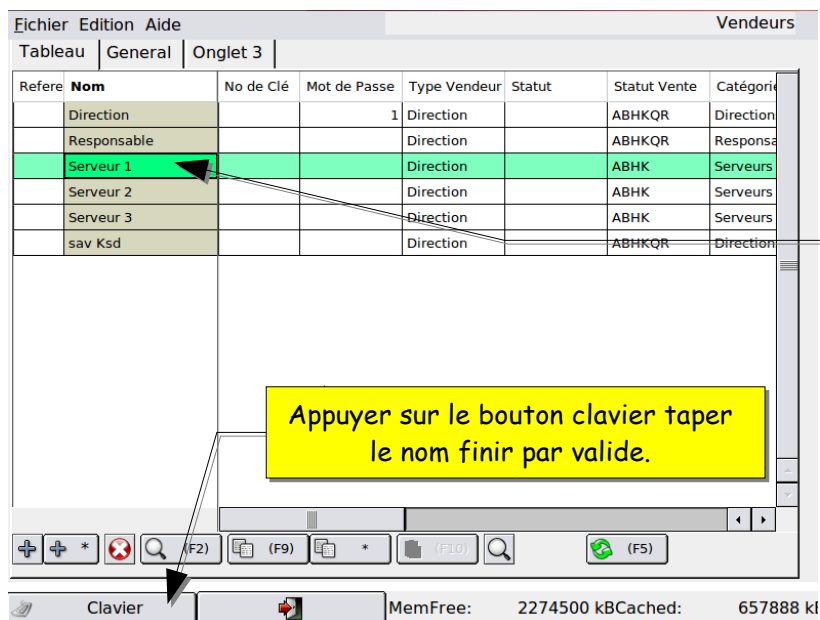 Fichier Edition Aide Vendeurs
Tableau General Onglet 3
Refere Nom No de Clé Mot de Passe Type Vendeur Statut Statut Vente Catégorie
Direction 1 Direction ABHKQR Direction
Responsable Direction ABHKQR Responsa
Serveur 1 Direction ABHK Serveurs
Serveur 2 Direction ABHK Serveurs
Serveur 3 Direction ABHK Serveurs
sav Ksd Direction ABHKQR Direction
Appuyer sur le bouton clavier taper
le nom finir par valide.
* (F2) (F9) * (F10) (F5)
Clavier MemFree: 2274500 kBCached: 657888 kB